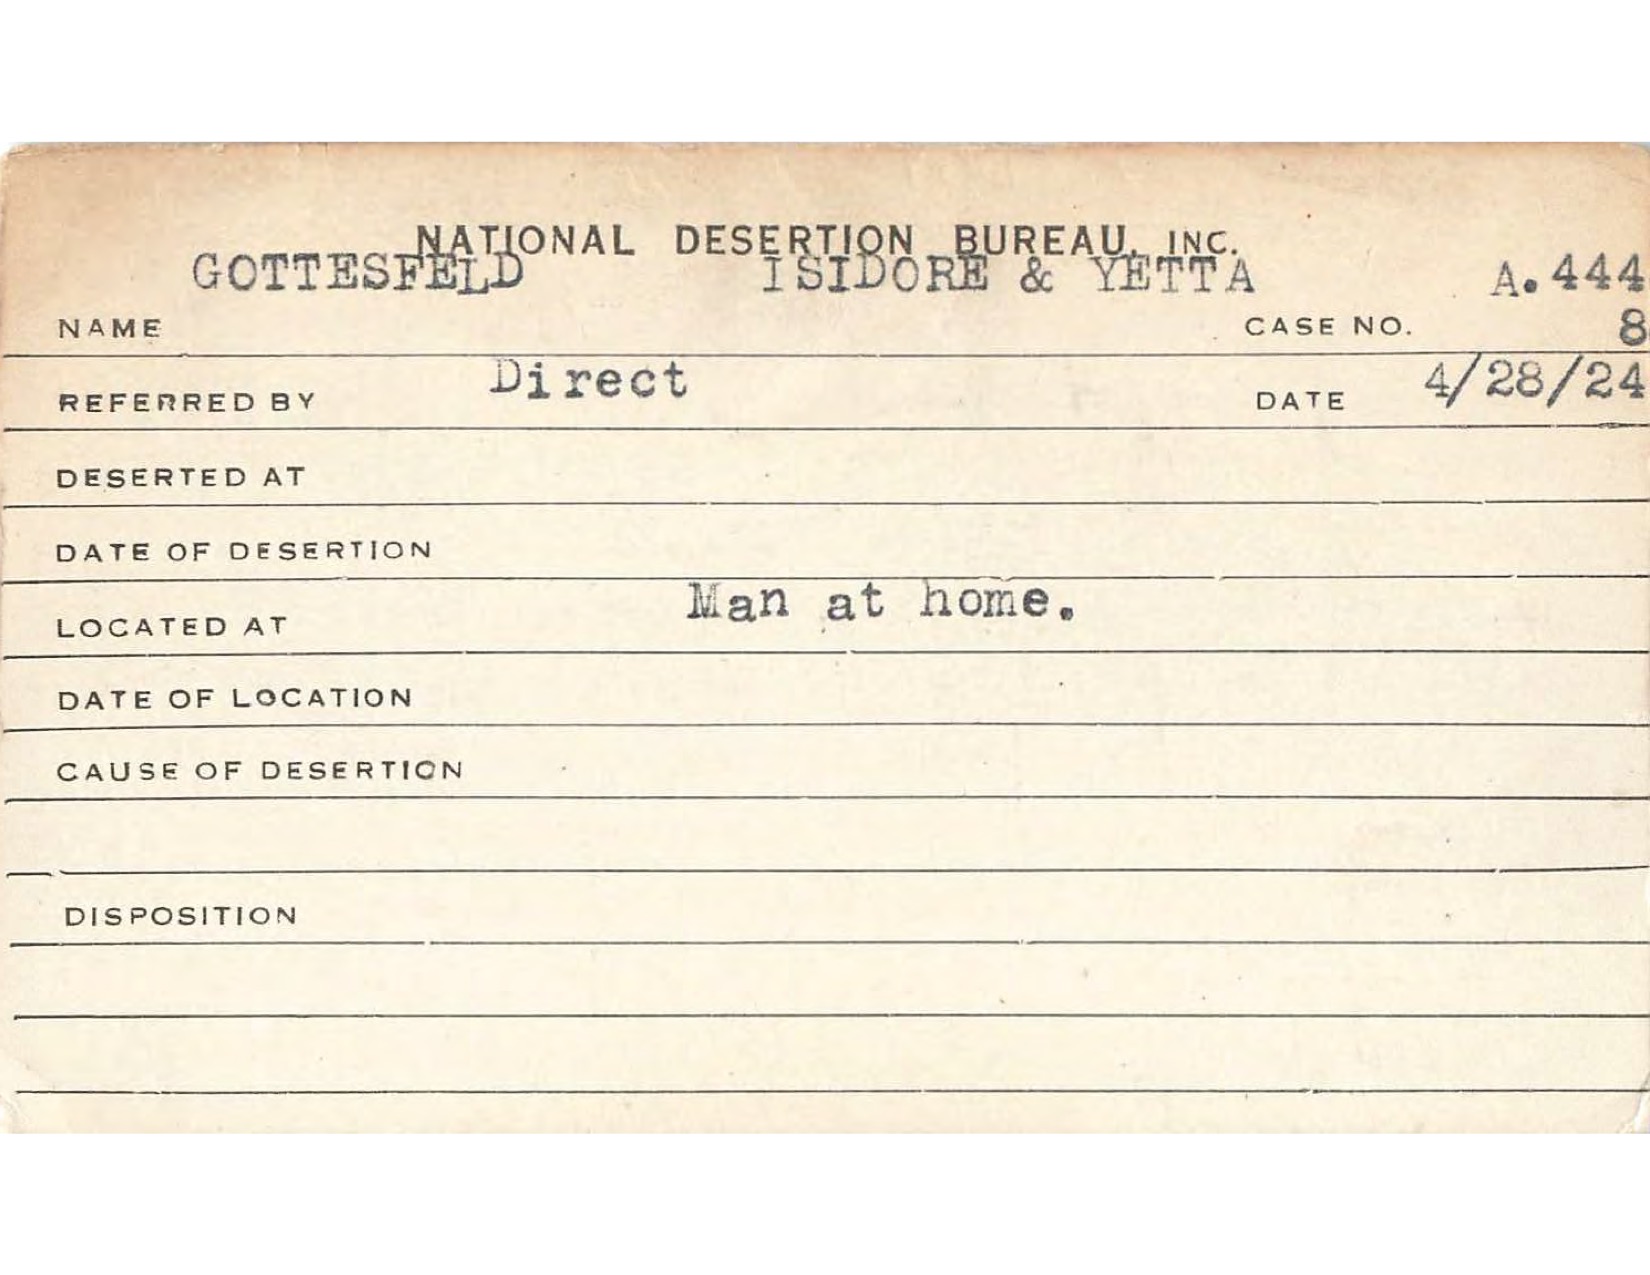 NATIONAL DESERTION BUREAU, INC.
GOTTESFELD ISIDORE & YETTA A.444
NAME CASE NO. 8
REFERRED BY Direct DATE 4/28/24
DESERTED AT
DATE OF DESERTION
LOCATED AT Man at home.
DATE OF LOCATION
CAUSE OF DESERTION
DISPOSITION